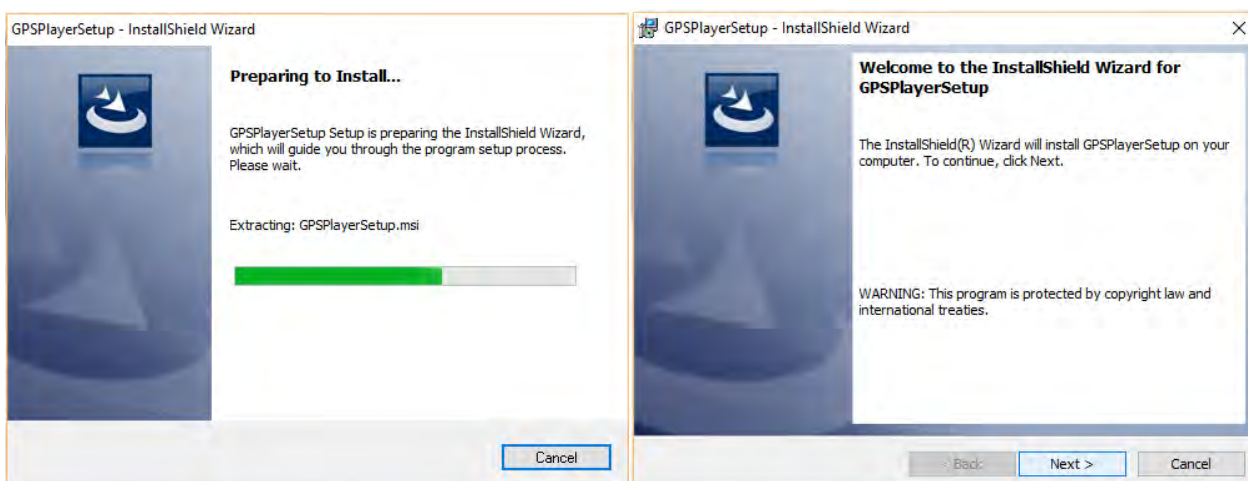 GPSPlayerSetup - InstallShield Wizard
Preparing to Install...
GPSPlayerSetup Setup is preparing the InstallShield Wizard,
which will guide you through the program setup process.
Please wait.
Extracting: GPSPlayerSetup.msi
Cancel
GPSPlayerSetup - InstallShield Wizard
Welcome to the InstallShield Wizard for
GPSPlayerSetup
The InstallShield(R) Wizard will install GPSPlayerSetup on your
computer. To continue, click Next.
WARNING: This program is protected by copyright law and
international treaties.
< Back
Next >
Cancel